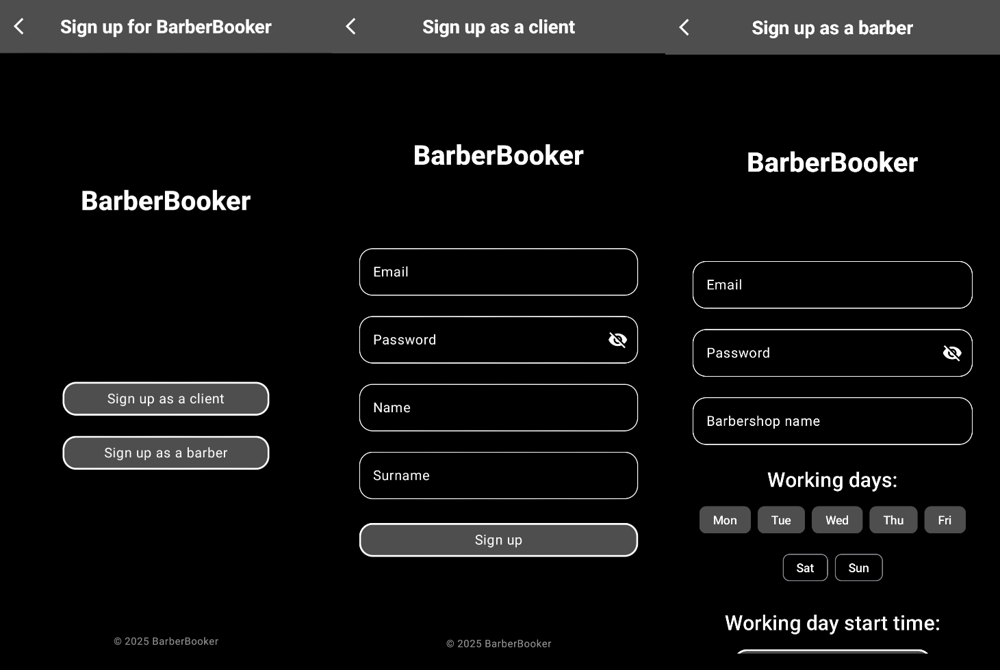 Sign up for BarberBooker
BarberBooker
Sign up as a client
Sign up as a barber
© 2025 BarberBooker
Sign up as a client
BarberBooker
Email
Password
Name
Surname
Sign up
© 2025 BarberBooker
Sign up as a barber
BarberBooker
Email
Password
Barbershop name
Working days:
Mon Tue Wed Thu Fri
Sat Sun
Working day start time: